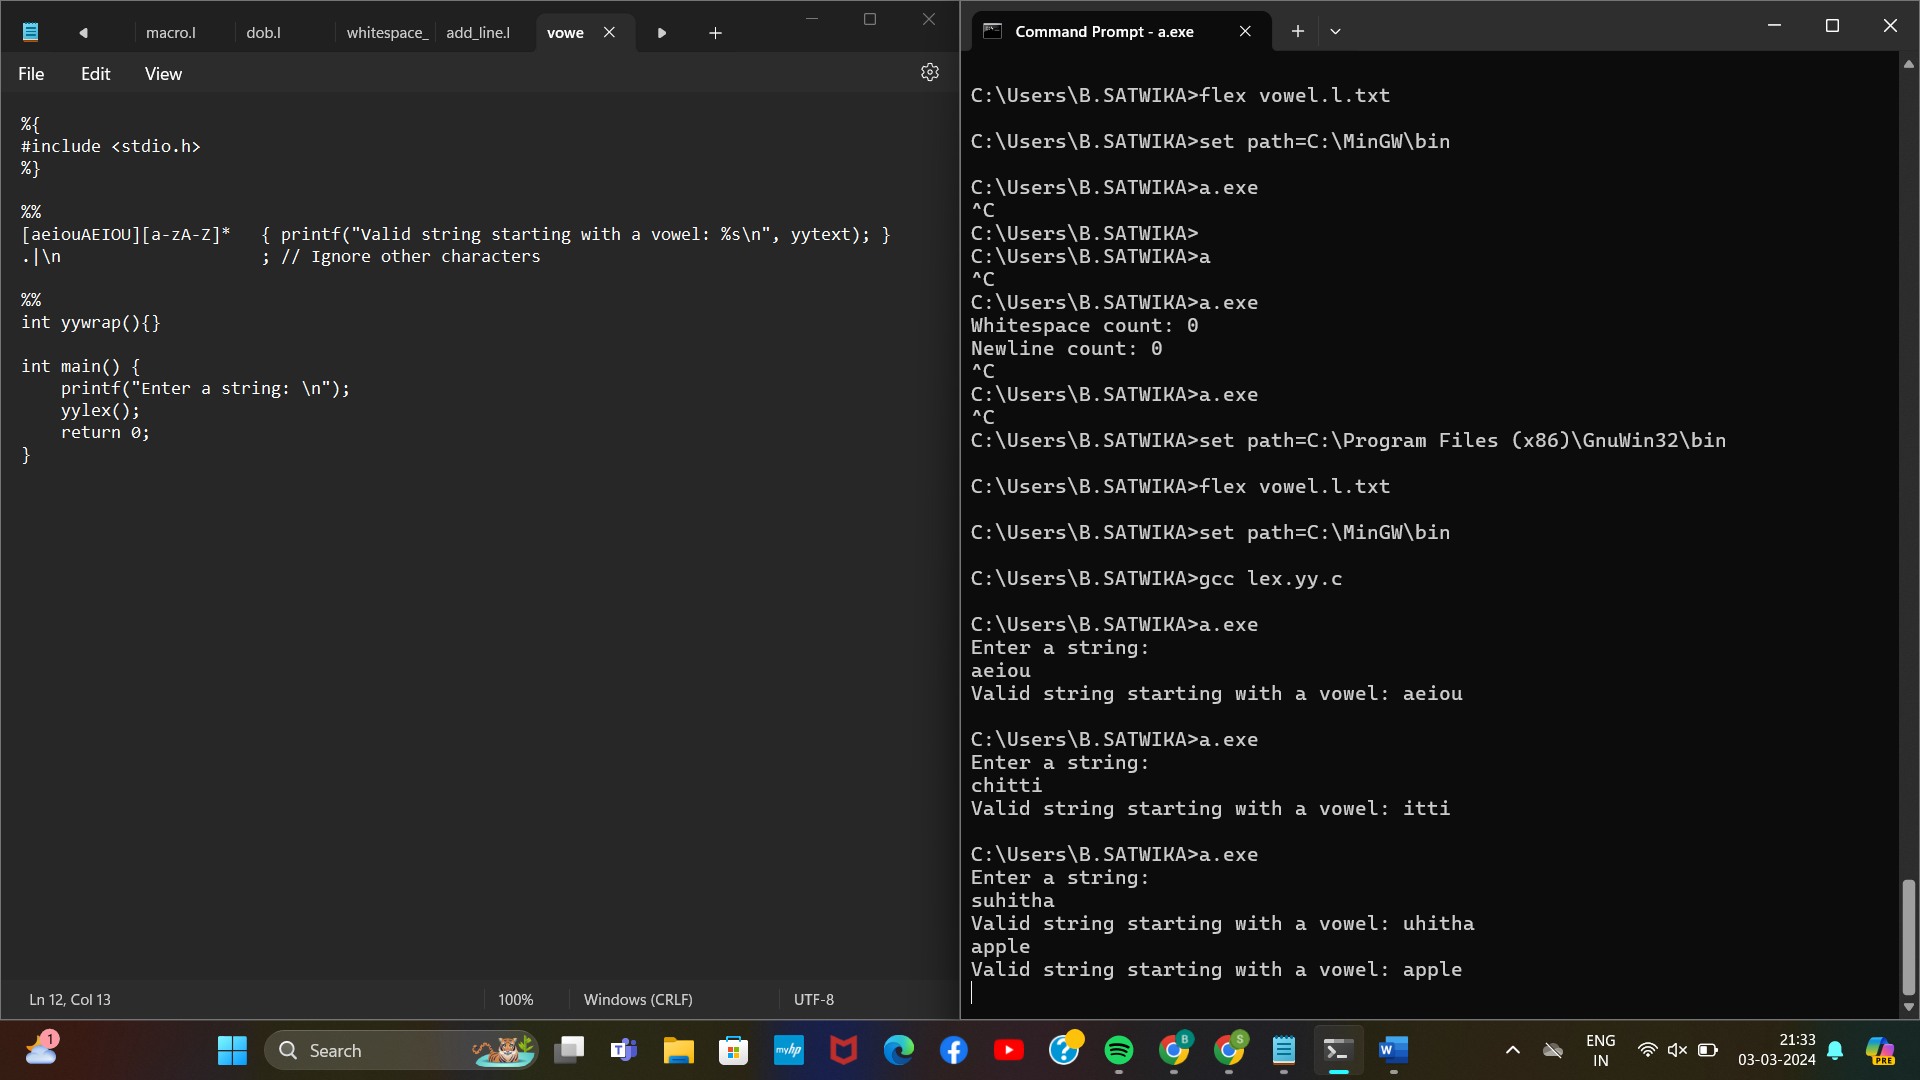 macro.l
dob.l
whitespace_
add_line.l
vowe
File
Edit
View
%{
#include <stdio.h>
%}
%%
[aeiouAEIOU][a-zA-Z]* { printf("Valid string starting with a vowel: %s\n", yytext); }
.|\n ; // Ignore other characters
%%
int yywrap(){}
int main() {
printf("Enter a string: \n");
yylex();
return 0;
}
Ln 12, Col 13
100%
Windows (CRLF)
UTF-8
Command Prompt - a.exe
C:\Users\B.SATWIKA>flex vowel.l.txt
C:\Users\B.SATWIKA>set path=C:\MinGW\bin
C:\Users\B.SATWIKA>a.exe
^C
C:\Users\B.SATWIKA>
C:\Users\B.SATWIKA>a
^C
C:\Users\B.SATWIKA>a.exe
Whitespace count: 0
Newline count: 0
^C
C:\Users\B.SATWIKA>a.exe
^C
C:\Users\B.SATWIKA>set path=C:\Program Files (x86)\GnuWin32\bin
C:\Users\B.SATWIKA>flex vowel.l.txt
C:\Users\B.SATWIKA>set path=C:\MinGW\bin
C:\Users\B.SATWIKA>gcc lex.yy.c
C:\Users\B.SATWIKA>a.exe
Enter a string:
aeiou
Valid string starting with a vowel: aeiou
C:\Users\B.SATWIKA>a.exe
Enter a string:
chitti
Valid string starting with a vowel: itti
C:\Users\B.SATWIKA>a.exe
Enter a string:
suhitha
Valid string starting with a vowel: uhitha
apple
Valid string starting with a vowel: apple
1
Search
myhp
B
S
W
ENG
IN
21:33
03-03-2024
PRE